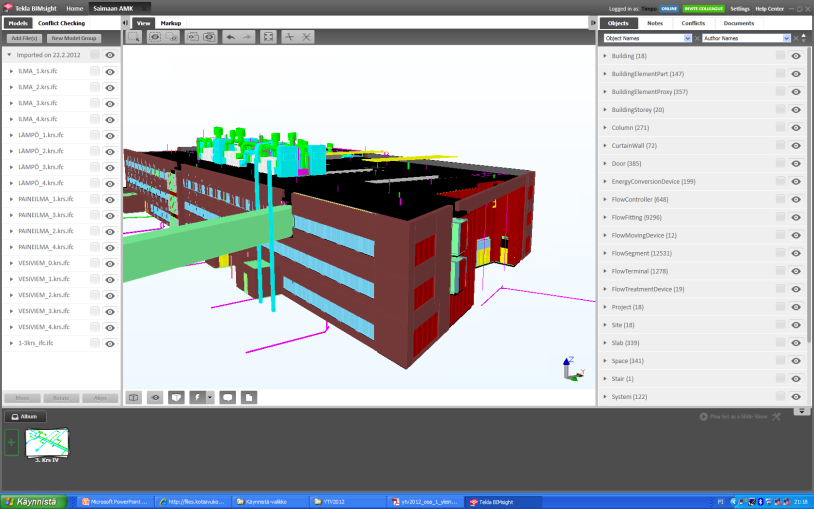 Tekla BIMsight
Home
Saimaan AMK
Logged in as:
ONLINE
INVITE COLLEAGUE
Settings
Help Center
Models
Conflict Checking
View
Markup
Objects
Notes
Conflicts
Documents
Add File(s)
New Model Group
Object Names
Author Names
Imported on 22.2.2012
ILMA_1.krs.ifc
ILMA_2.krs.ifc
ILMA_3.krs.ifc
ILMA_4.krs.ifc
LÄMPÖ_1.krs.ifc
LÄMPÖ_2.krs.ifc
LÄMPÖ_3.krs.ifc
LÄMPÖ_4.krs.ifc
PAINEILMA_1.krs.ifc
PAINEILMA_3.krs.ifc
PAINEILMA_2.krs.ifc
PAINEILMA_4.krs.ifc
VESIVIEM_0.krs.ifc
VESIVIEM_1.krs.ifc
VESIVIEM_2.krs.ifc
VESIVIEM_3.krs.ifc
VESIVIEM_4.krs.ifc
1-3krs_ifc.ifc
Move
Rotate
Align
Z
Y
Building (18)
BuildingElementPart (147)
BuildingElementProxy (357)
BuildingStorey (20)
Column (271)
CurtainWall (72)
Door (385)
EnergyConversionDevice (199)
FlowController (648)
FlowFitting (9296)
FlowMovingDevice (12)
FlowSegment (12531)
FlowTerminal (1278)
FlowTreatmentDevice (19)
Project (18)
Site (18)
Slab (339)
Space (341)
Stair (1)
System (122)
Album
Play Set as a Slide Show
3. Krs IV
Käynnistä
Microsoft PowerPoint ...
http://files.kotisivuko...
Käynnistä-valikko
YTV2012
ytv2012_osa_1_ylem...
Tekla BIMsight
FI
21:18